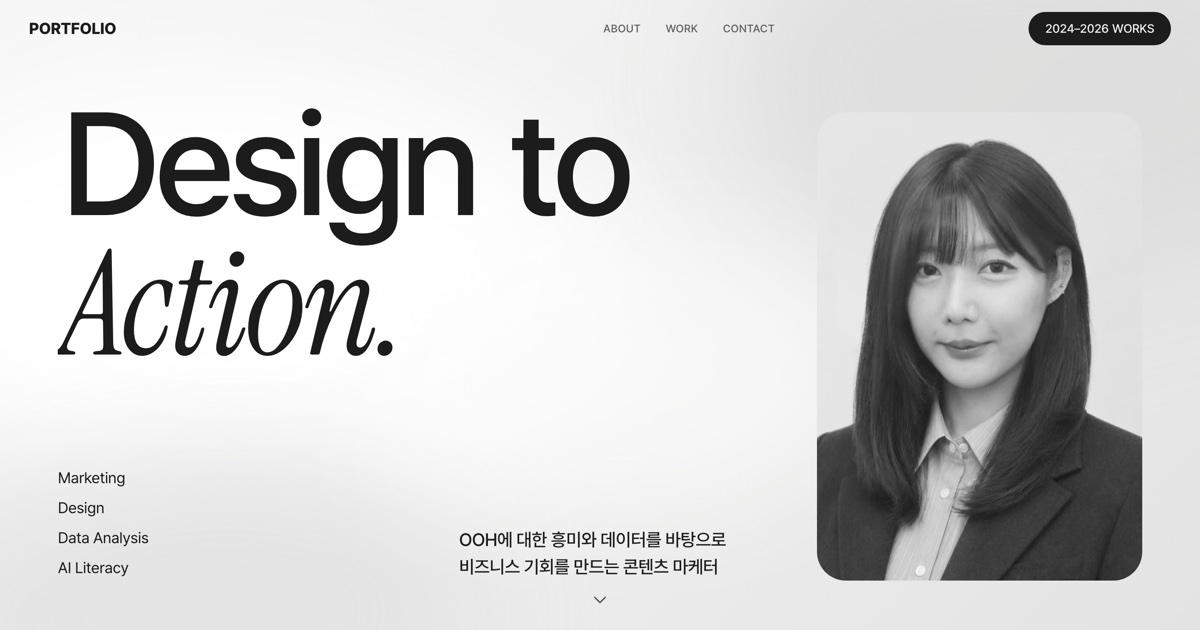 PORTFOLIO
ABOUT WORK CONTACT
2024–2026 WORKS
Design to
Action.
Marketing
Design
Data Analysis
AI Literacy
OOH에 대한 흥미와 데이터를 바탕으로
비즈니스 기회를 만드는 콘텐츠 마케터